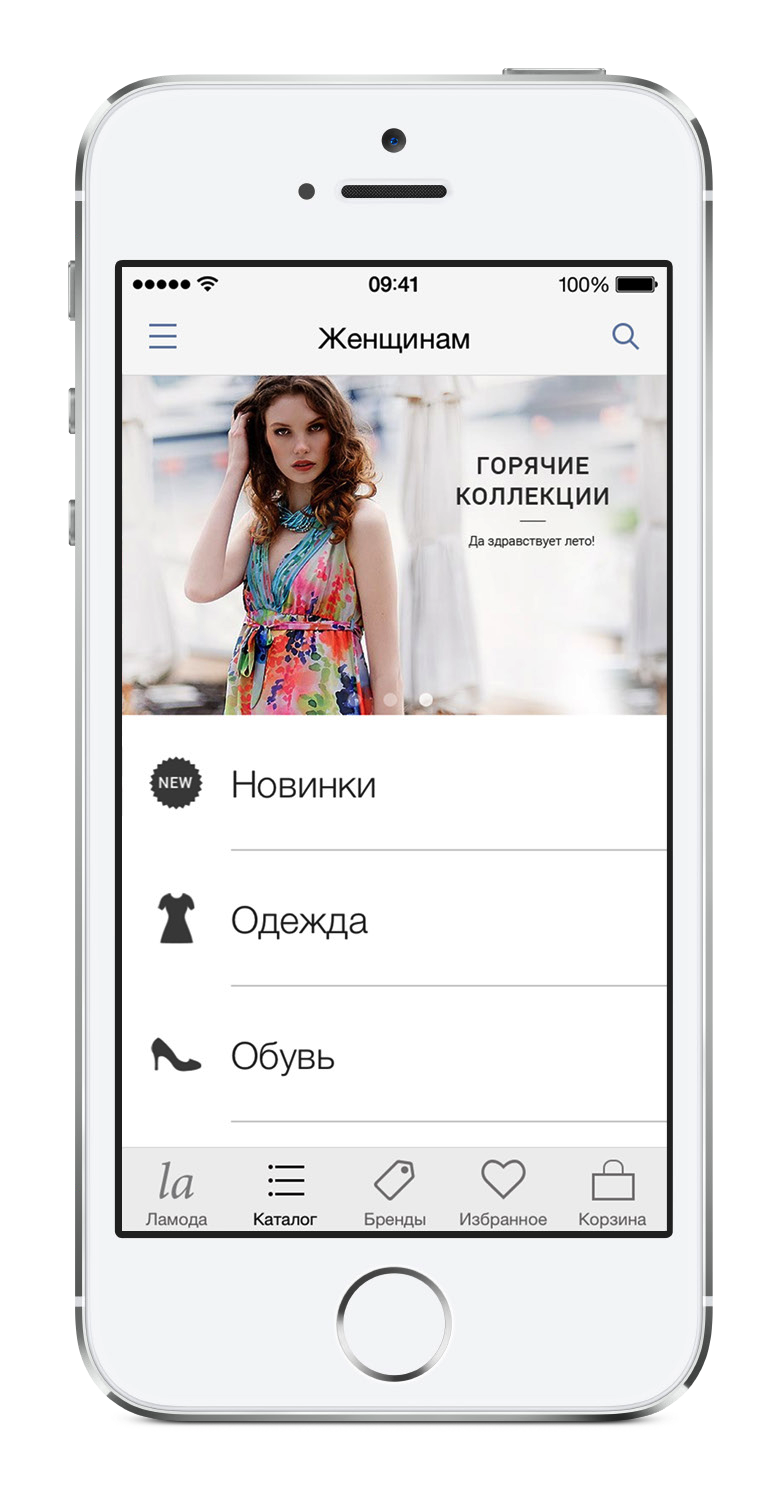 09:41
100%
Женщинам
ГОРЯЧИЕ
КОЛЛЕКЦИИ
Да здравствует лето!
NEW
Новинки
Одежда
Обувь
la
Ламода
Каталог
Бренды
Избранное
Корзина